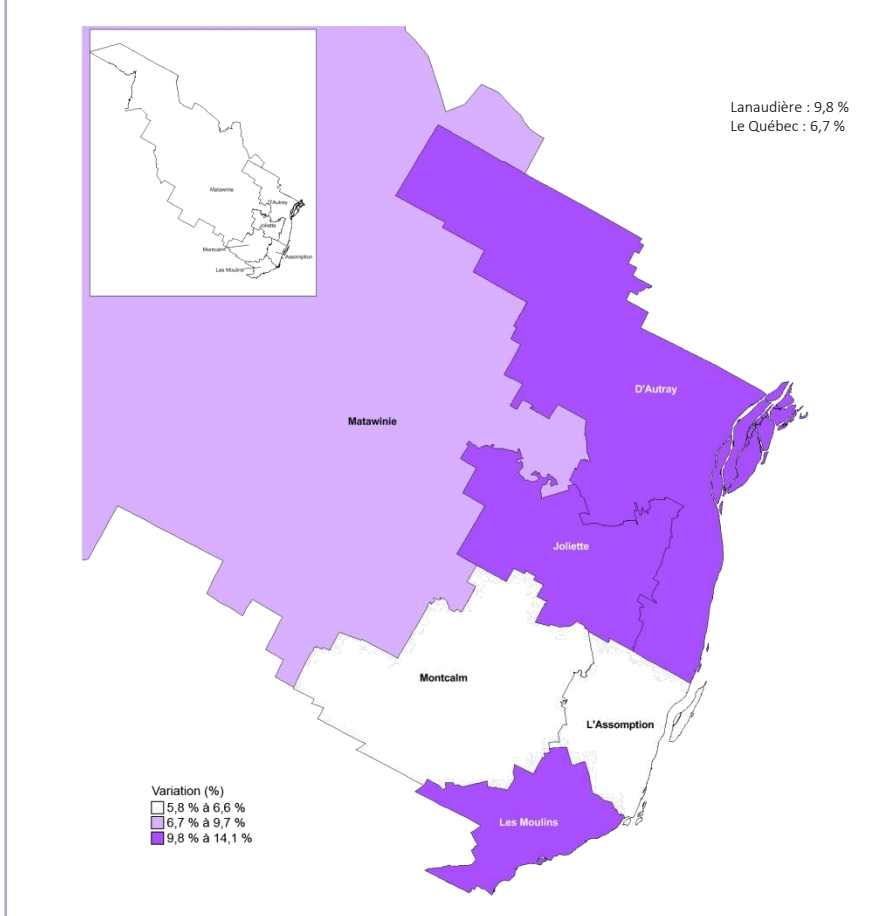 Lanaudière : 9,8 %
Le Québec : 6,7 %
Matawinie
D'Autray
Joliette
Montcalm
L'Assomption
Les Moulins
D'Autray
Matawinie
Joliette
Montcalm
L'Assomption
Les Moulins
Variation (%)
5,8 % à 6,6 %
6,7 % à 9,7 %
9,8 % à 14,1 %